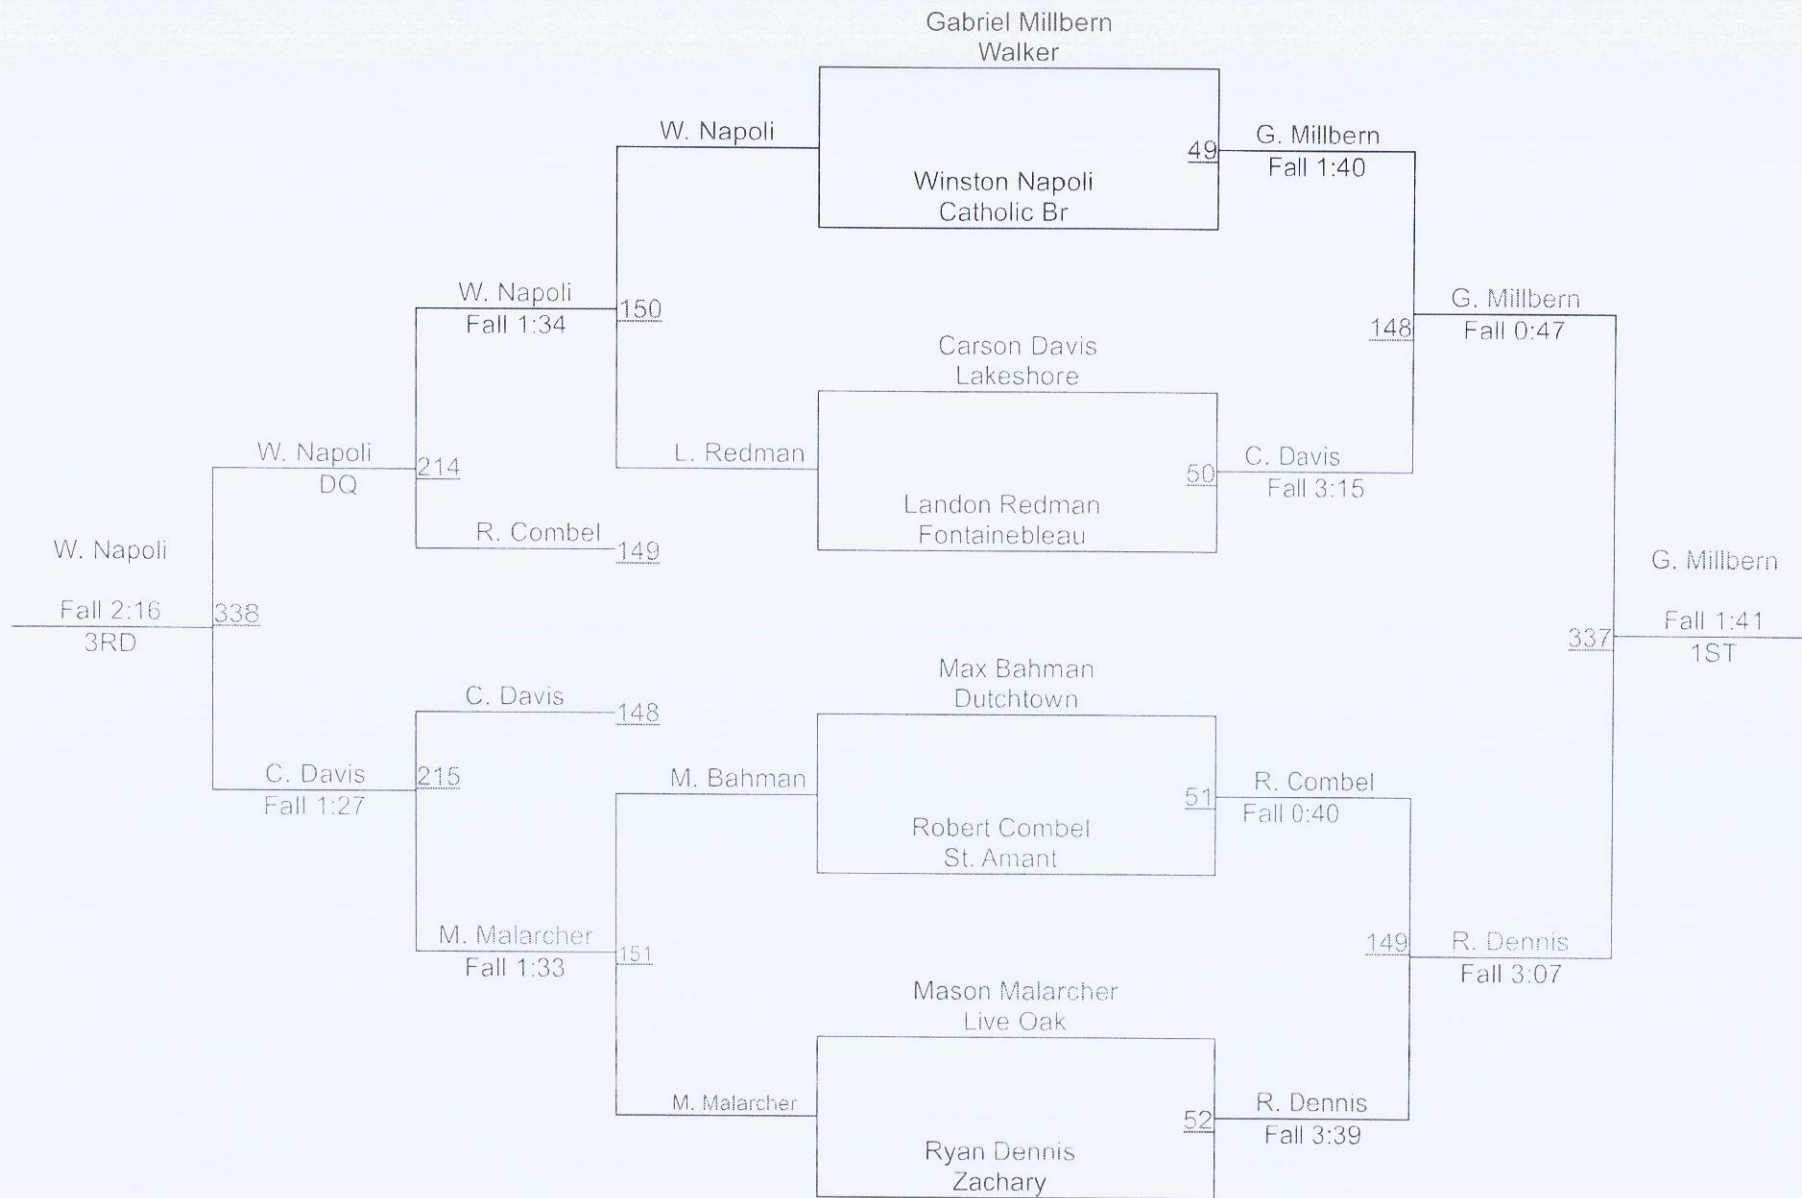 Gabriel Millbern
Walker
W. Napoli
49
G. Millbern
Fall 1:40
Winston Napoli
Catholic Br
W. Napoli
Fall 1:34
150
G. Millbern
Fall 0:47
148
Carson Davis
Lakeshore
W. Napoli
DQ
214
L. Redman
50
C. Davis
Fall 3:15
Landon Redman
Fontainebleau
R. Combel
149
W. Napoli
Fall 2:16
3RD
338
G. Millbern
Fall 1:41
1ST
337
Max Bahman
Dutchtown
C. Davis
148
C. Davis
Fall 1:27
215
M. Bahman
51
R. Combel
Fall 0:40
Robert Combel
St. Amant
M. Malarcher
Fall 1:33
151
149
R. Dennis
Fall 3:07
Mason Malarcher
Live Oak
M. Malarcher
52
R. Dennis
Fall 3:39
Ryan Dennis
Zachary